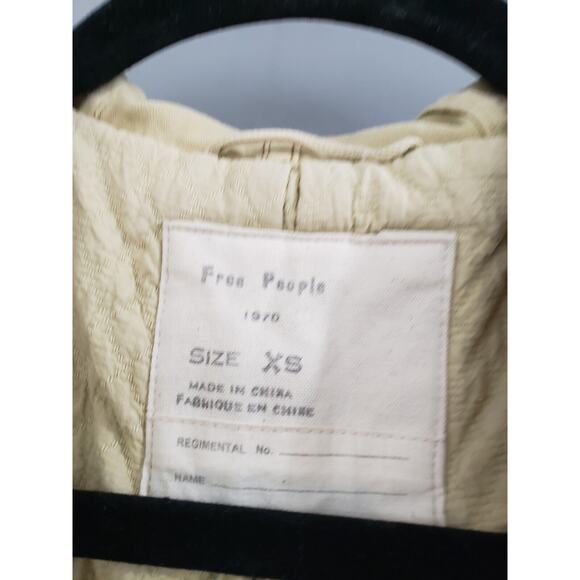 Free People
1970
SIZE XS
MADE IN CHINA
FABRIQUE EN CHINE
REGIMENTAL No.
NAME